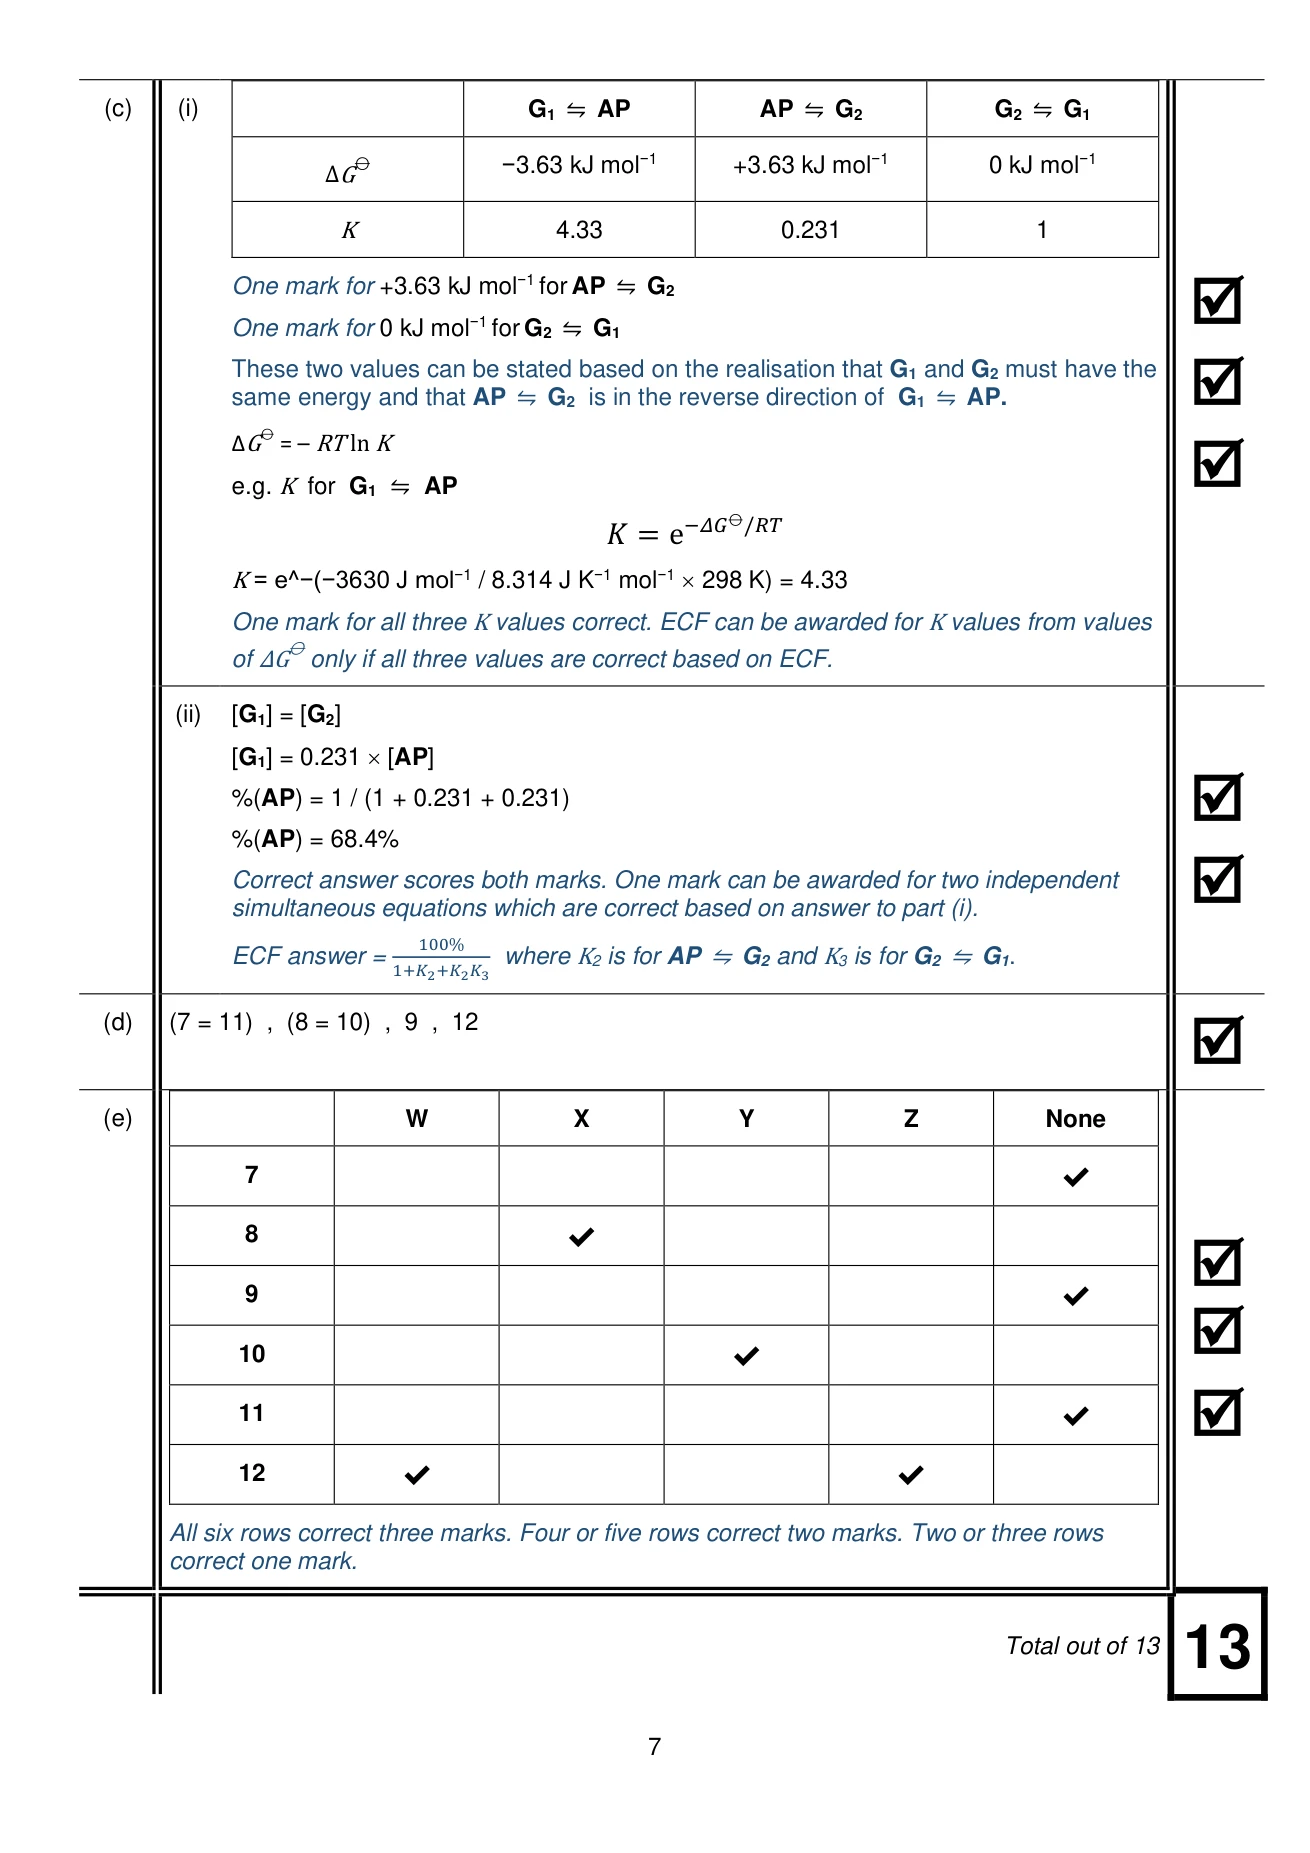 (c) (i) G₁ ⇋ AP AP ⇋ G₂ G₂ ⇋ G₁
ΔG⦵ −3.63 kJ mol⁻¹ +3.63 kJ mol⁻¹ 0 kJ mol⁻¹
K 4.33 0.231 1
One mark for +3.63 kJ mol⁻¹ for AP ⇋ G₂
One mark for 0 kJ mol⁻¹ for G₂ ⇋ G₁
These two values can be stated based on the realisation that G₁ and G₂ must have the
same energy and that AP ⇋ G₂ is in the reverse direction of G₁ ⇋ AP.
ΔG⦵ = – RT ln K
e.g. K for G₁ ⇋ AP
K = e^−ΔG⦵/RT
K = e^−(−3630 J mol⁻¹ / 8.314 J K⁻¹ mol⁻¹ × 298 K) = 4.33
One mark for all three K values correct. ECF can be awarded for K values from values
of ΔG⦵ only if all three values are correct based on ECF.
(ii) [G₁] = [G₂]
[G₁] = 0.231 × [AP]
%(AP) = 1 / (1 + 0.231 + 0.231)
%(AP) = 68.4%
Correct answer scores both marks. One mark can be awarded for two independent
simultaneous equations which are correct based on answer to part (i).
ECF answer = 100% / 1+K₂+K₂K₃ where K₂ is for AP ⇋ G₂ and K₃ is for G₂ ⇋ G₁.
(d) (7 = 11) , (8 = 10) , 9 , 12
(e) W X Y Z None
7 ✓
8 ✓
9 ✓
10 ✓
11 ✓
12 ✓ ✓
All six rows correct three marks. Four or five rows correct two marks. Two or three rows
correct one mark.
Total out of 13 13
7